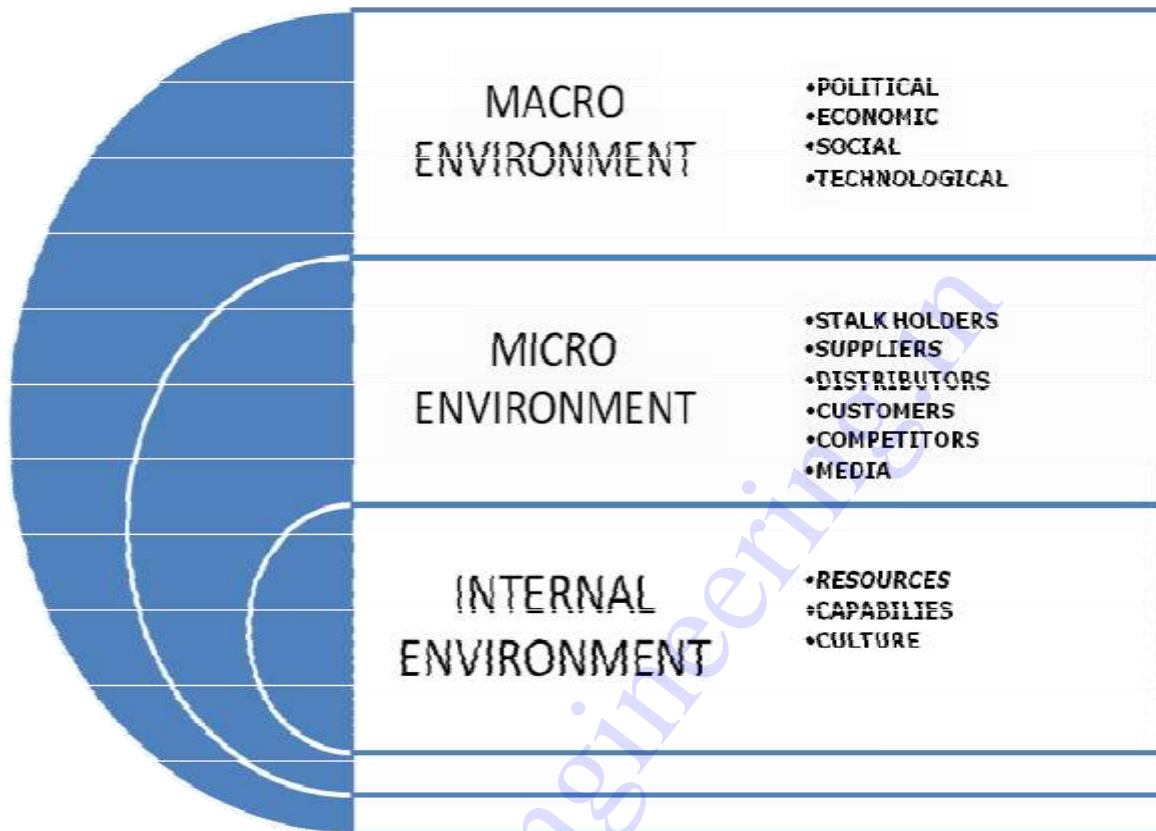 MACRO
ENVIRONMENT
•POLITICAL
•ECONOMIC
•SOCIAL
•TECHNOLOGICAL
MICRO
ENVIRONMENT
•STALK HOLDERS
•SUPPLIERS
•DISTRIBUTORS
•CUSTOMERS
•COMPETITORS
•MEDIA
INTERNAL
ENVIRONMENT
•RESOURCES
•CAPABILIES
•CULTURE